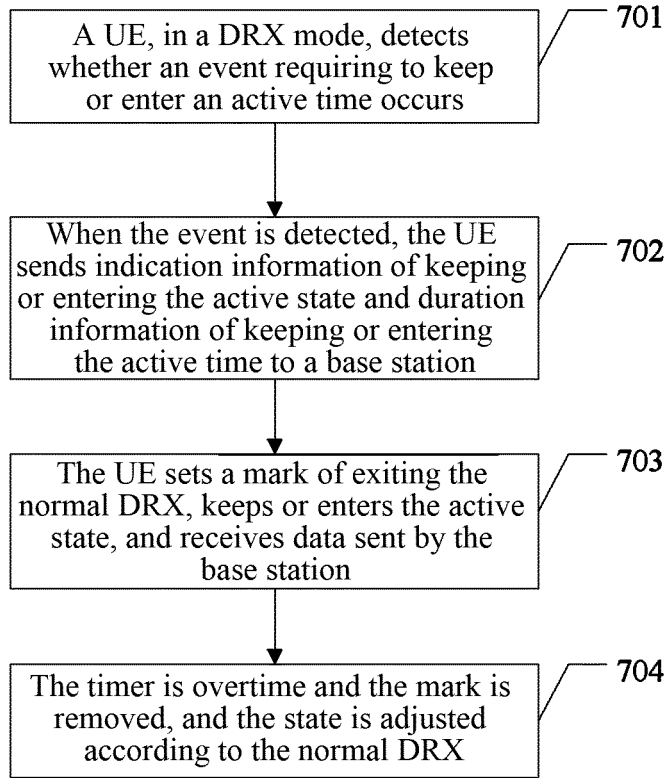 701
A UE, in a DRX mode, detects
whether an event requiring to keep
or enter an active time occurs
702
When the event is detected, the UE
sends indication information of keeping
or entering the active state and duration
information of keeping or entering
the active time to a base station
703
The UE sets a mark of exiting the
normal DRX, keeps or enters the active
state, and receives data sent by the
base station
704
The timer is overtime and the mark is
removed, and the state is adjusted
according to the normal DRX